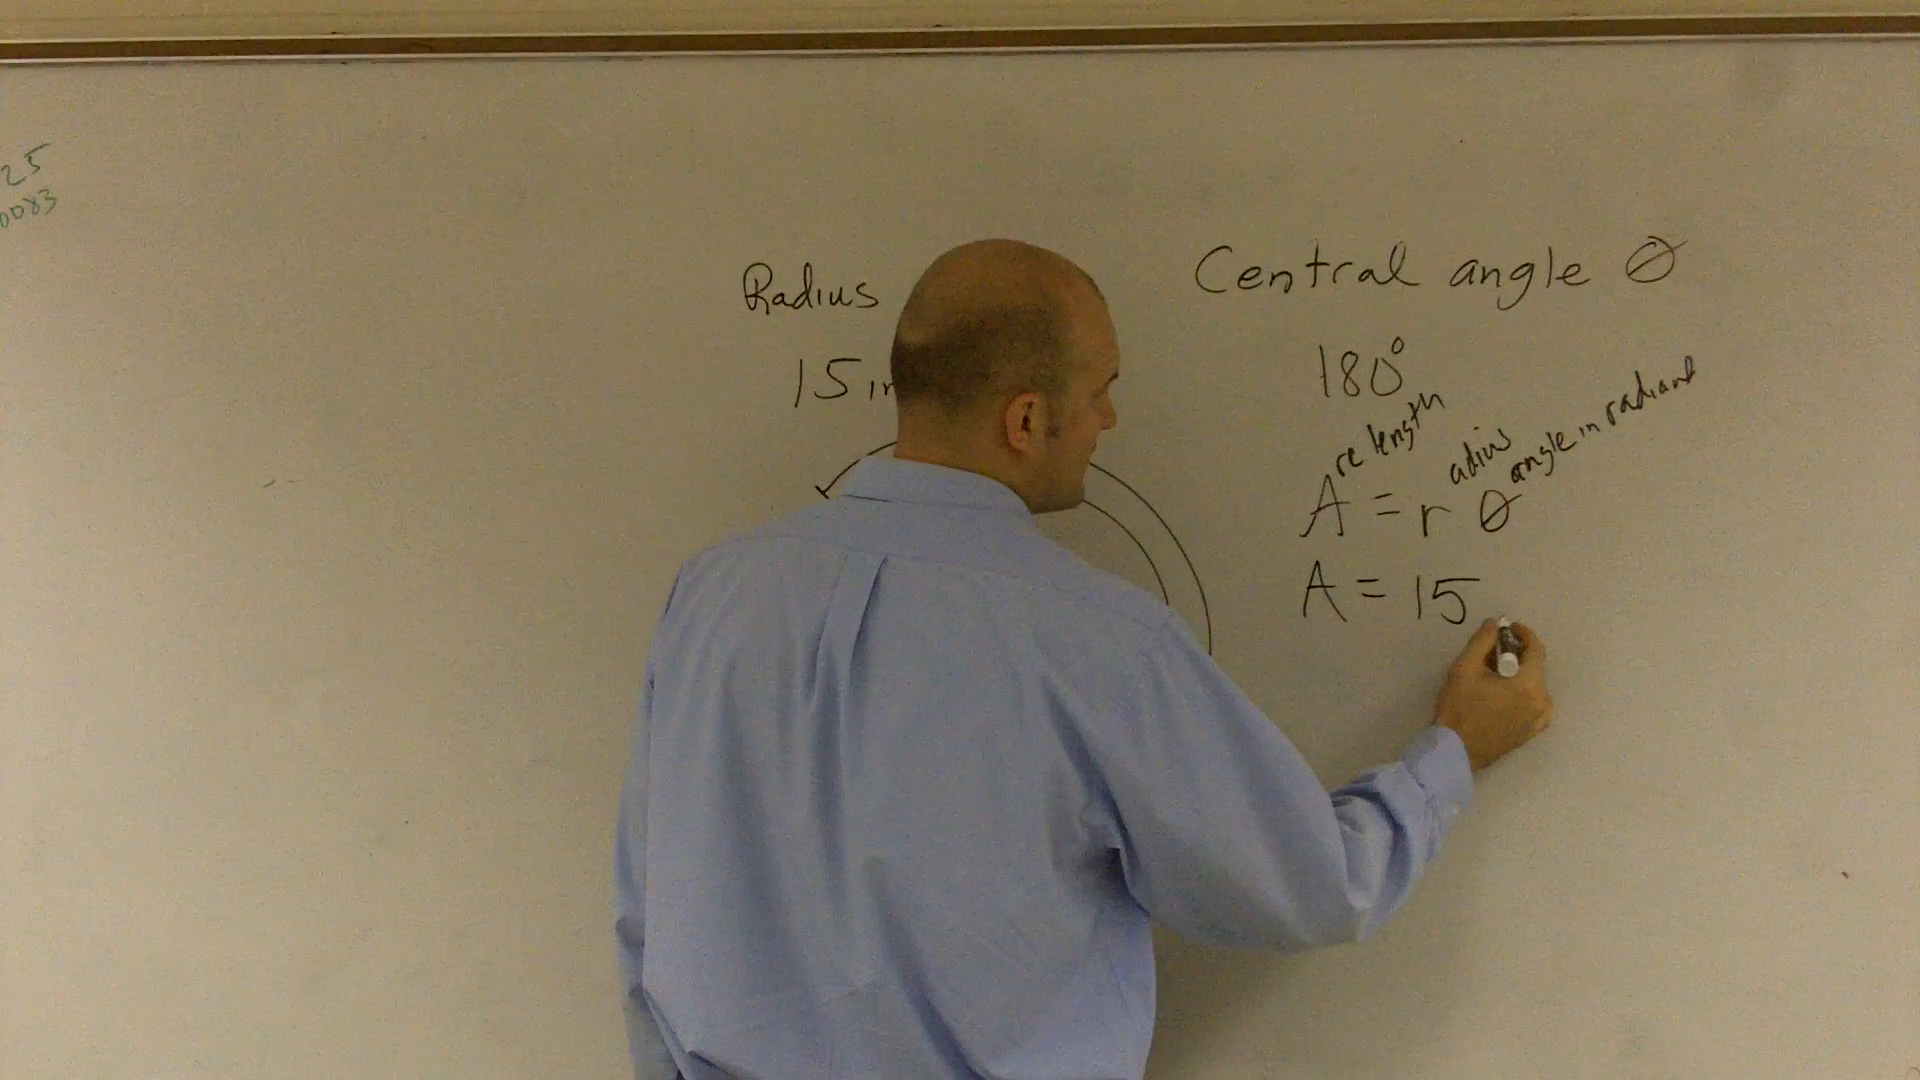 25
0083
Radius
Central angle θ
15 in
180°
Arc length
radius
angle in radians
A = r θ
A = 15